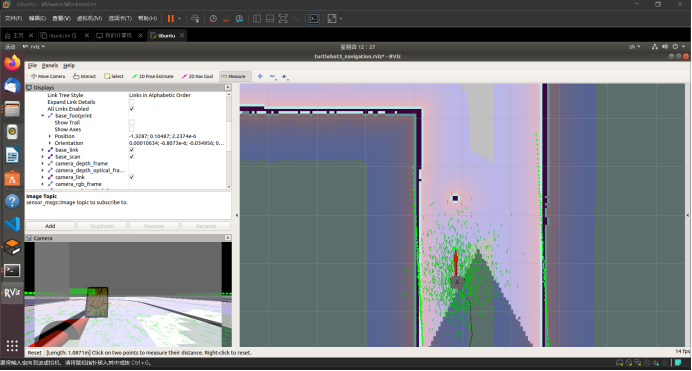 Ubuntu - VMware Workstation
文件(F) 编辑(E) 查看(V) 虚拟机(M) 选项卡(T) 帮助(H)
主页 Ubuntu 64 位 我的计算机 Ubuntu
活动 rviz 星期四 12：27 zh
turtlebot3_navigation.rviz* - RViz
File Panels Help
Move Camera Interact Select 2D Pose Estimate 2D Nav Goal Measure
Displays
Link Tree Style Links in Alphabetic Order
Expand Link Details
All Links Enabled
base_footprint
Show Trail
Show Axes
Position -1.3287; 0.10487; 2.2374e-6
Orientation 0.00010634; -6.8073e-6; -0.034956; 0...
base_link
base_scan
camera_depth_frame
camera_depth_optical_fra...
camera_link
camera_rgb_frame
Image Topic
sensor_msgs::Image topic to subscribe to.
Add Duplicate Remove Rename
Camera
RViz
Reset [Length: 1.0871m] Click on two points to measure their distance. Right-click to reset. 14 fps
要将输入定向到该虚拟机，请将鼠标指针移入其中或按 Ctrl+G。